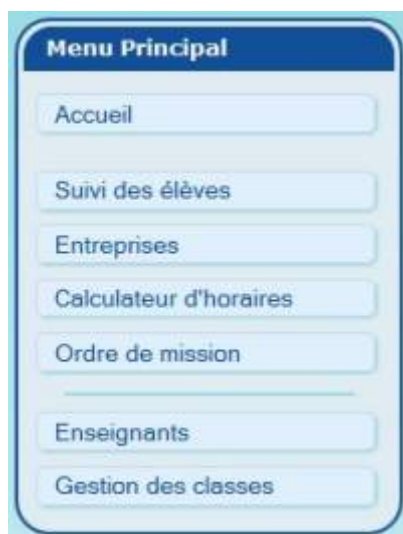 Menu Principal
Accueil
Suivi des élèves
Entreprises
Calculateur d'horaires
Ordre de mission
Enseignants
Gestion des classes